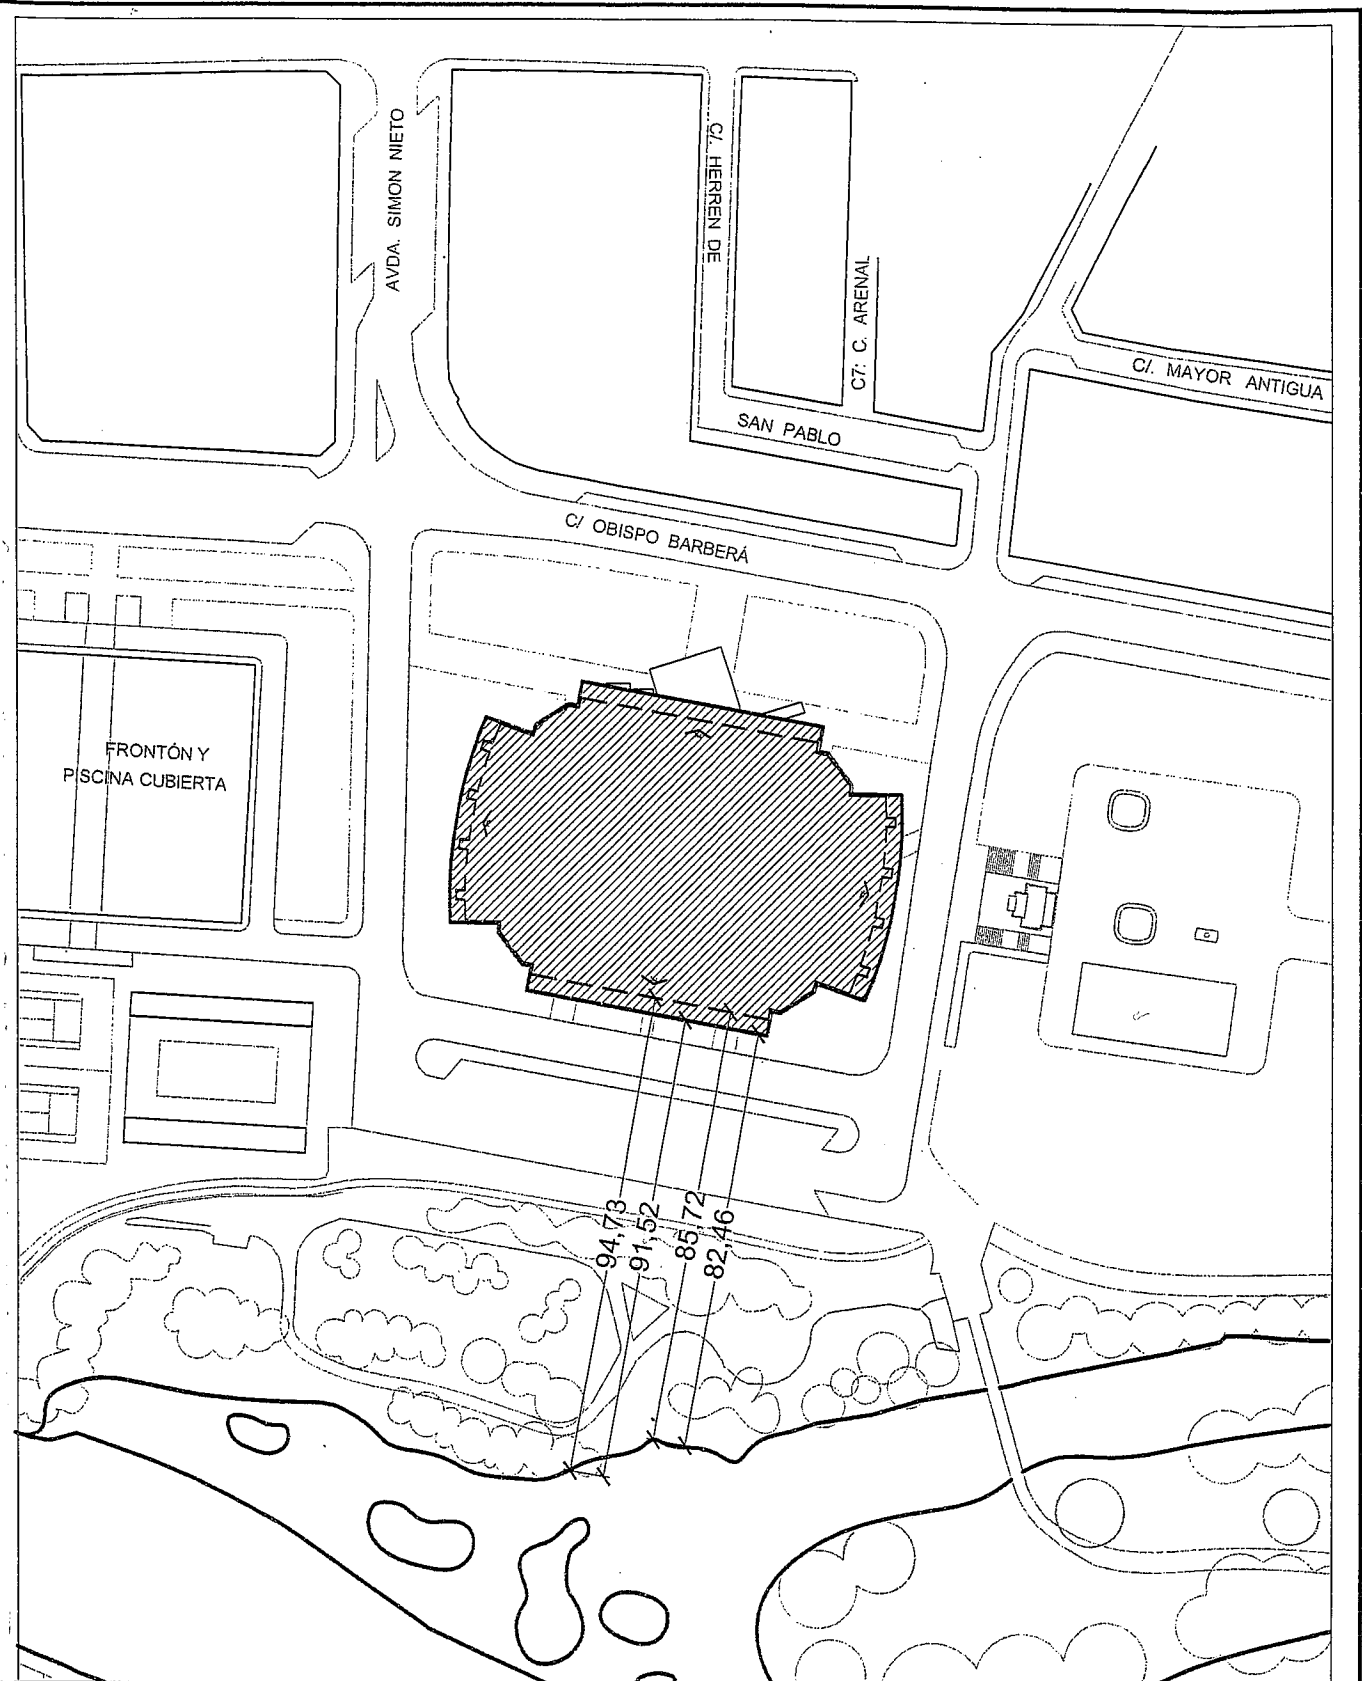 AVDA. SIMON NIETO
C/. HERREN DE
C7: C. ARENAL
C/. MAYOR ANTIGUA
SAN PABLO
C/ OBISPO BARBERÁ
FRONTÓN Y
PISCINA CUBIERTA
94,73
91,52
85,72
82,46